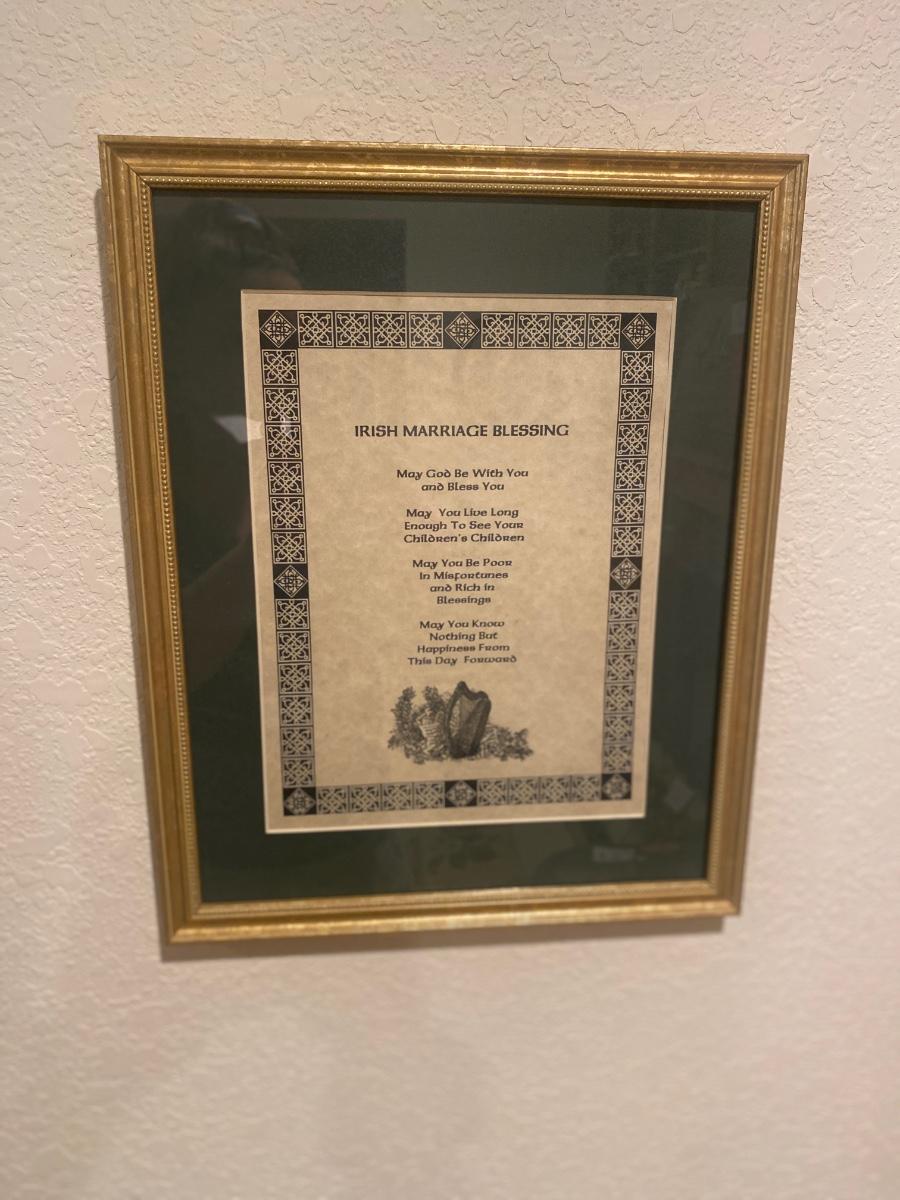 IRISH MARRIAGE BLESSING
May God Be With You
and Bless You
May You Live Long
Enough To See Your
Children's Children
May You Be Poor
In Misfortunes
and Rich in
Blessings
May You Know
Nothing But
Happiness From
This Day Forward